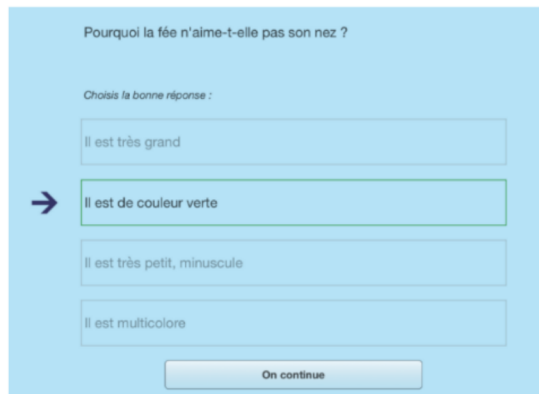 Pourquoi la fée n'aime-t-elle pas son nez ?
Choisis la bonne réponse :
Il est très grand
Il est de couleur verte
Il est très petit, minuscule
Il est multicolore
On continue